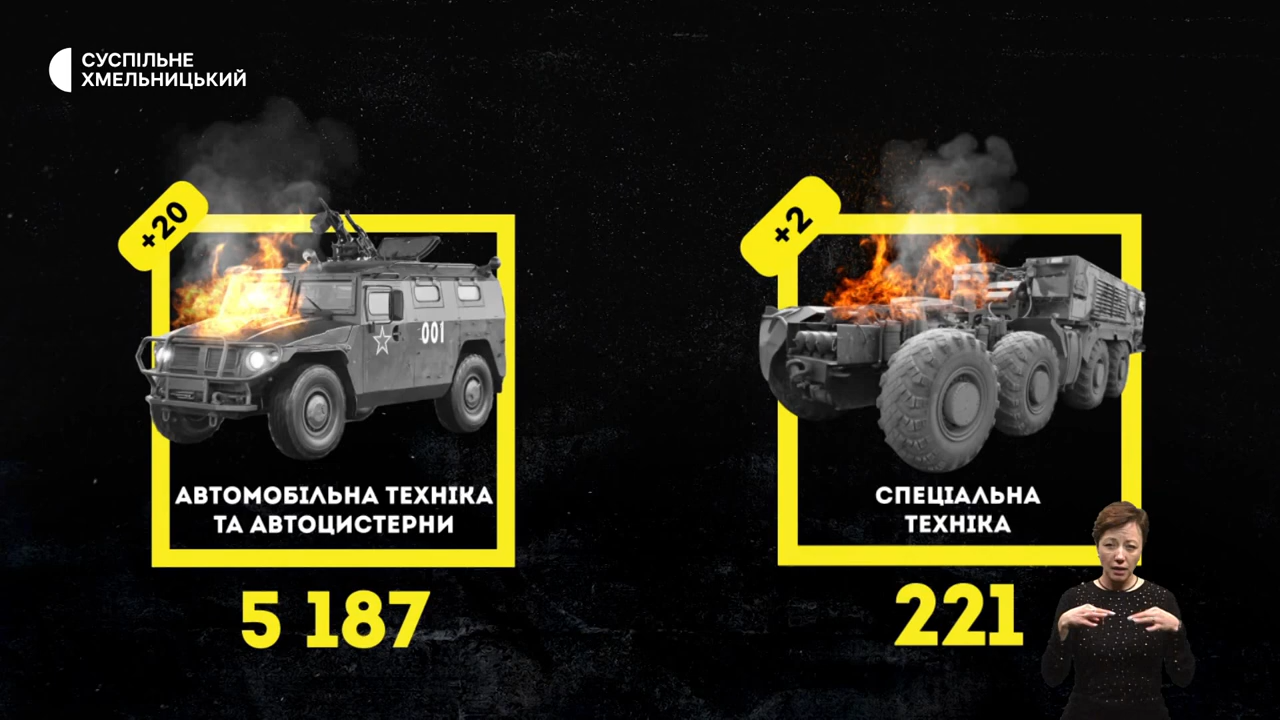 СУСПІЛЬНЕ
ХМЕЛЬНИЦЬКИЙ
+20
+2
001
АВТОМОБІЛЬНА ТЕХНІКА
ТА АВТОЦИСТЕРНИ
СПЕЦІАЛЬНА
ТЕХНІКА
5 187
221